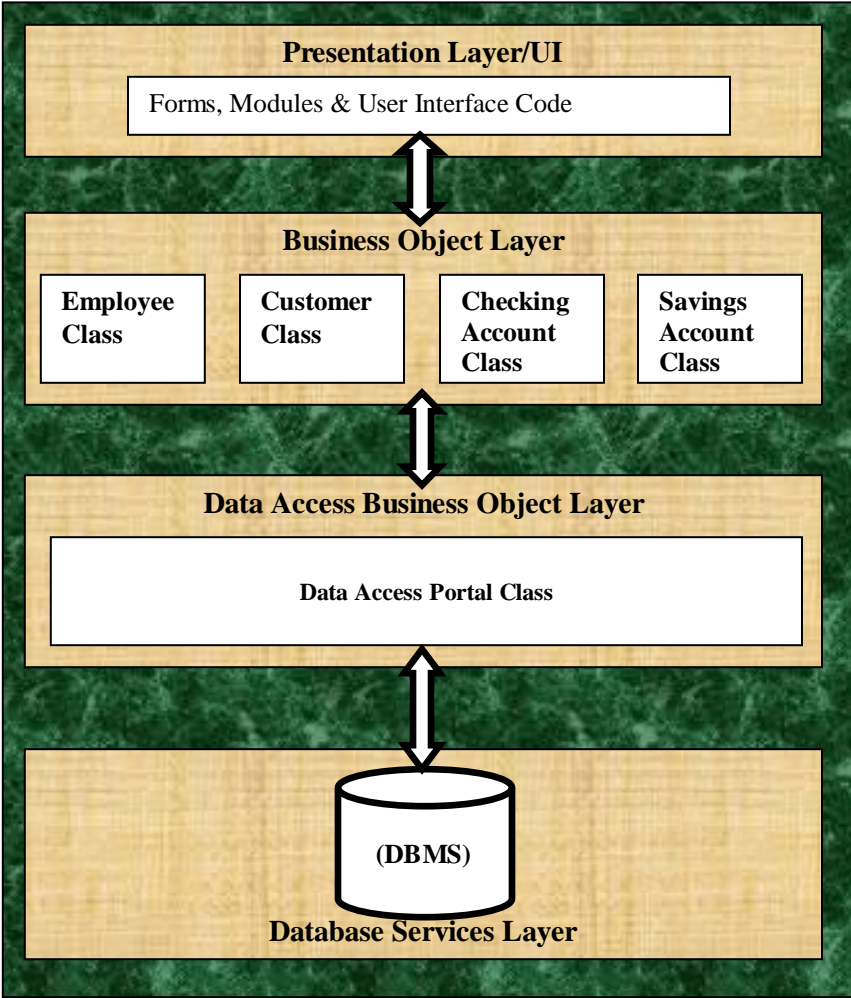 Presentation Layer/UI
Forms, Modules & User Interface Code
Business Object Layer
Employee
Class
Customer
Class
Checking
Account
Class
Savings
Account
Class
Data Access Business Object Layer
Data Access Portal Class
(DBMS)
Database Services Layer